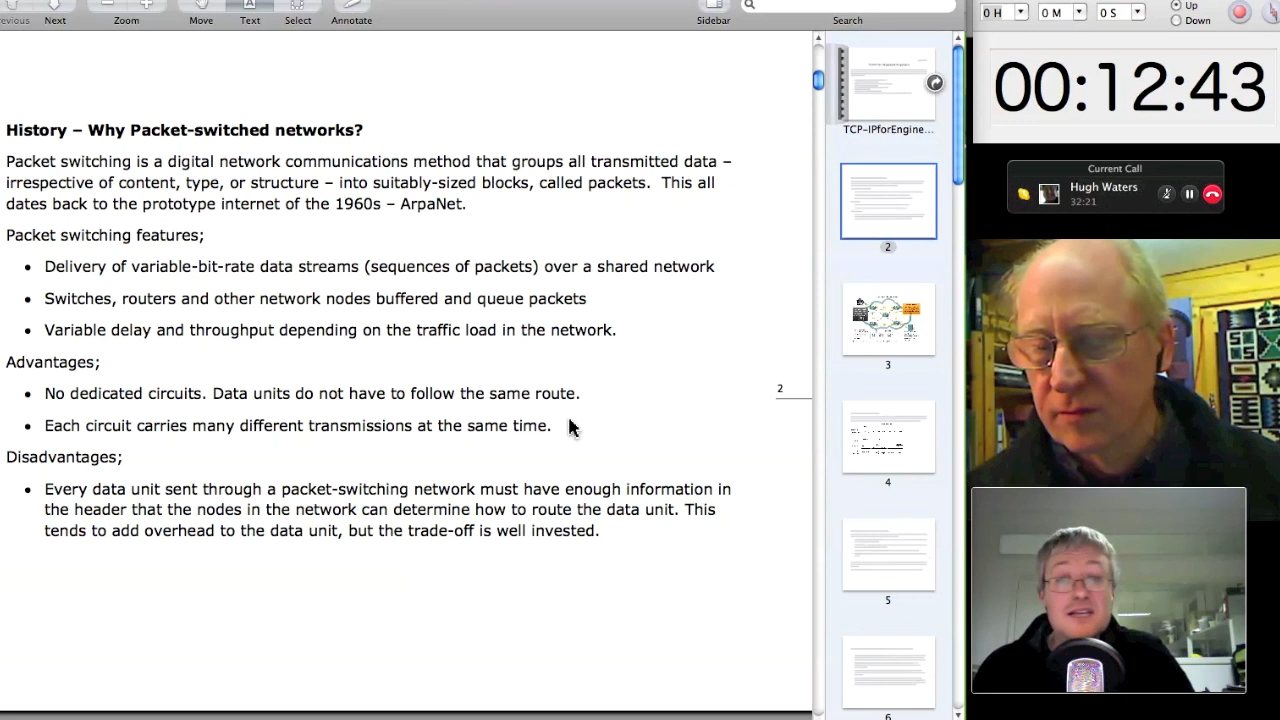 Previous
Next
Zoom
Move
Text
Select
Annotate
Sidebar
Search
0 H
0 M
0 S
Up
Down
00:12:43
Current Call
Hugh Waters
32:21
History – Why Packet-switched networks?
Packet switching is a digital network communications method that groups all transmitted data –
irrespective of content, type, or structure – into suitably-sized blocks, called packets. This all
dates back to the prototype internet of the 1960s – ArpaNet.
Packet switching features;
• Delivery of variable-bit-rate data streams (sequences of packets) over a shared network
• Switches, routers and other network nodes buffered and queue packets
• Variable delay and throughput depending on the traffic load in the network.
Advantages;
• No dedicated circuits. Data units do not have to follow the same route.
• Each circuit carries many different transmissions at the same time.
Disadvantages;
• Every data unit sent through a packet-switching network must have enough information in
the header that the nodes in the network can determine how to route the data unit. This
tends to add overhead to the data unit, but the trade-off is well invested.
2
TCP-IPforEngine...
2
3
4
5
6